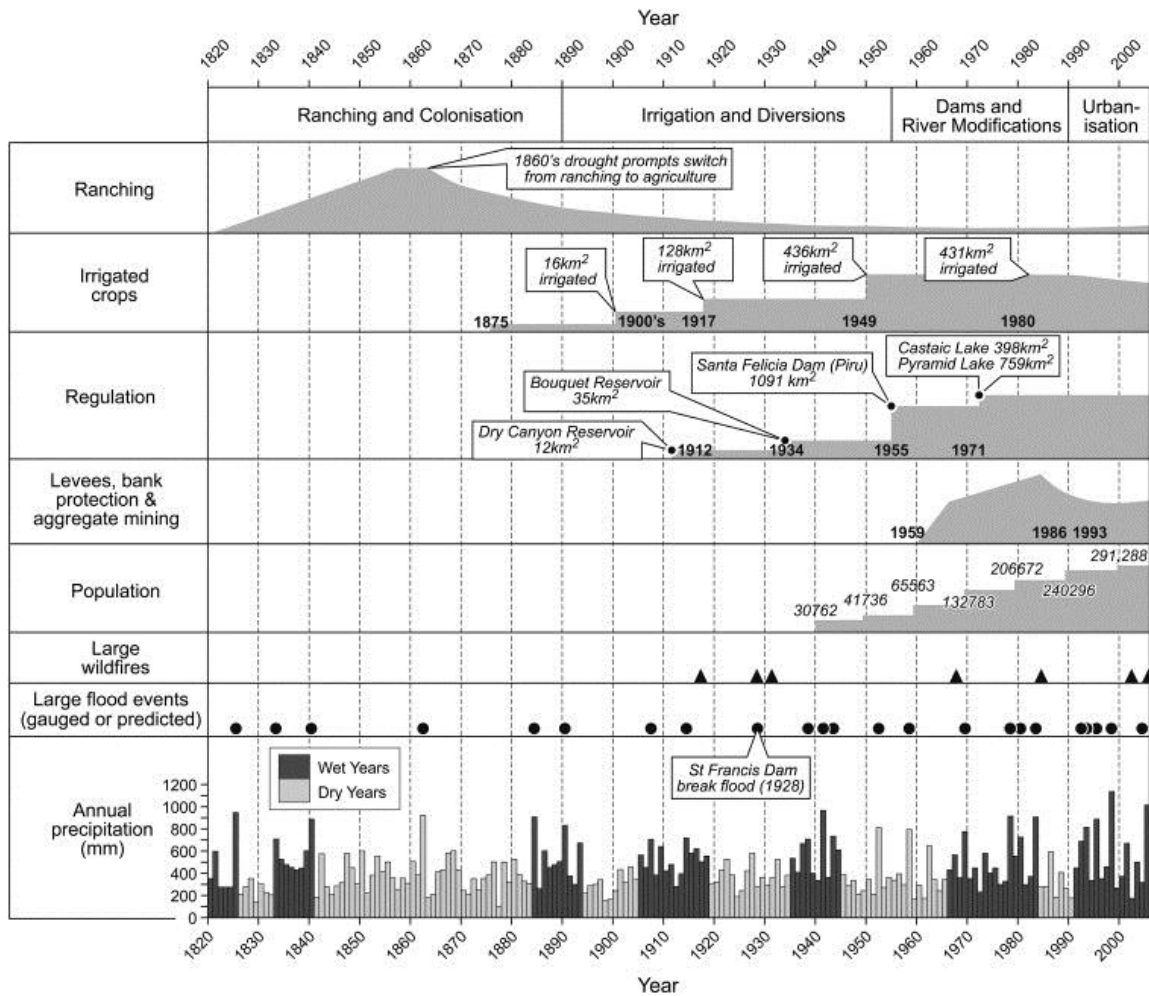 Year
1820 1830 1840 1850 1860 1870 1880 1890 1900 1910 1920 1930 1940 1950 1960 1970 1980 1990 2000
Ranching and Colonisation
Irrigation and Diversions
Dams and
River Modifications
Urban-
isation
Ranching
1860's drought prompts switch
from ranching to agriculture
Irrigated
crops
16km²
irrigated
128km²
irrigated
436km²
irrigated
431km²
irrigated
1875 1900's 1917 1949 1980
Regulation
Dry Canyon Reservoir
12km²
Bouquet Reservoir
35km²
Santa Felicia Dam (Piru)
1091 km²
Castaic Lake 398km²
Pyramid Lake 759km²
1912 1934 1955 1971
Levees, bank
protection &
aggregate mining
1959 1986 1993
Population
30762 41736 65563 132783 206672 240296 291,288
Large
wildfires
Large flood events
(gauged or predicted)
St Francis Dam
break flood (1928)
Annual
precipitation
(mm)
Wet Years
Dry Years
1200
1000
800
600
400
200
0
1820 1830 1840 1850 1860 1870 1880 1890 1900 1910 1920 1930 1940 1950 1960 1970 1980 1990 2000
Year